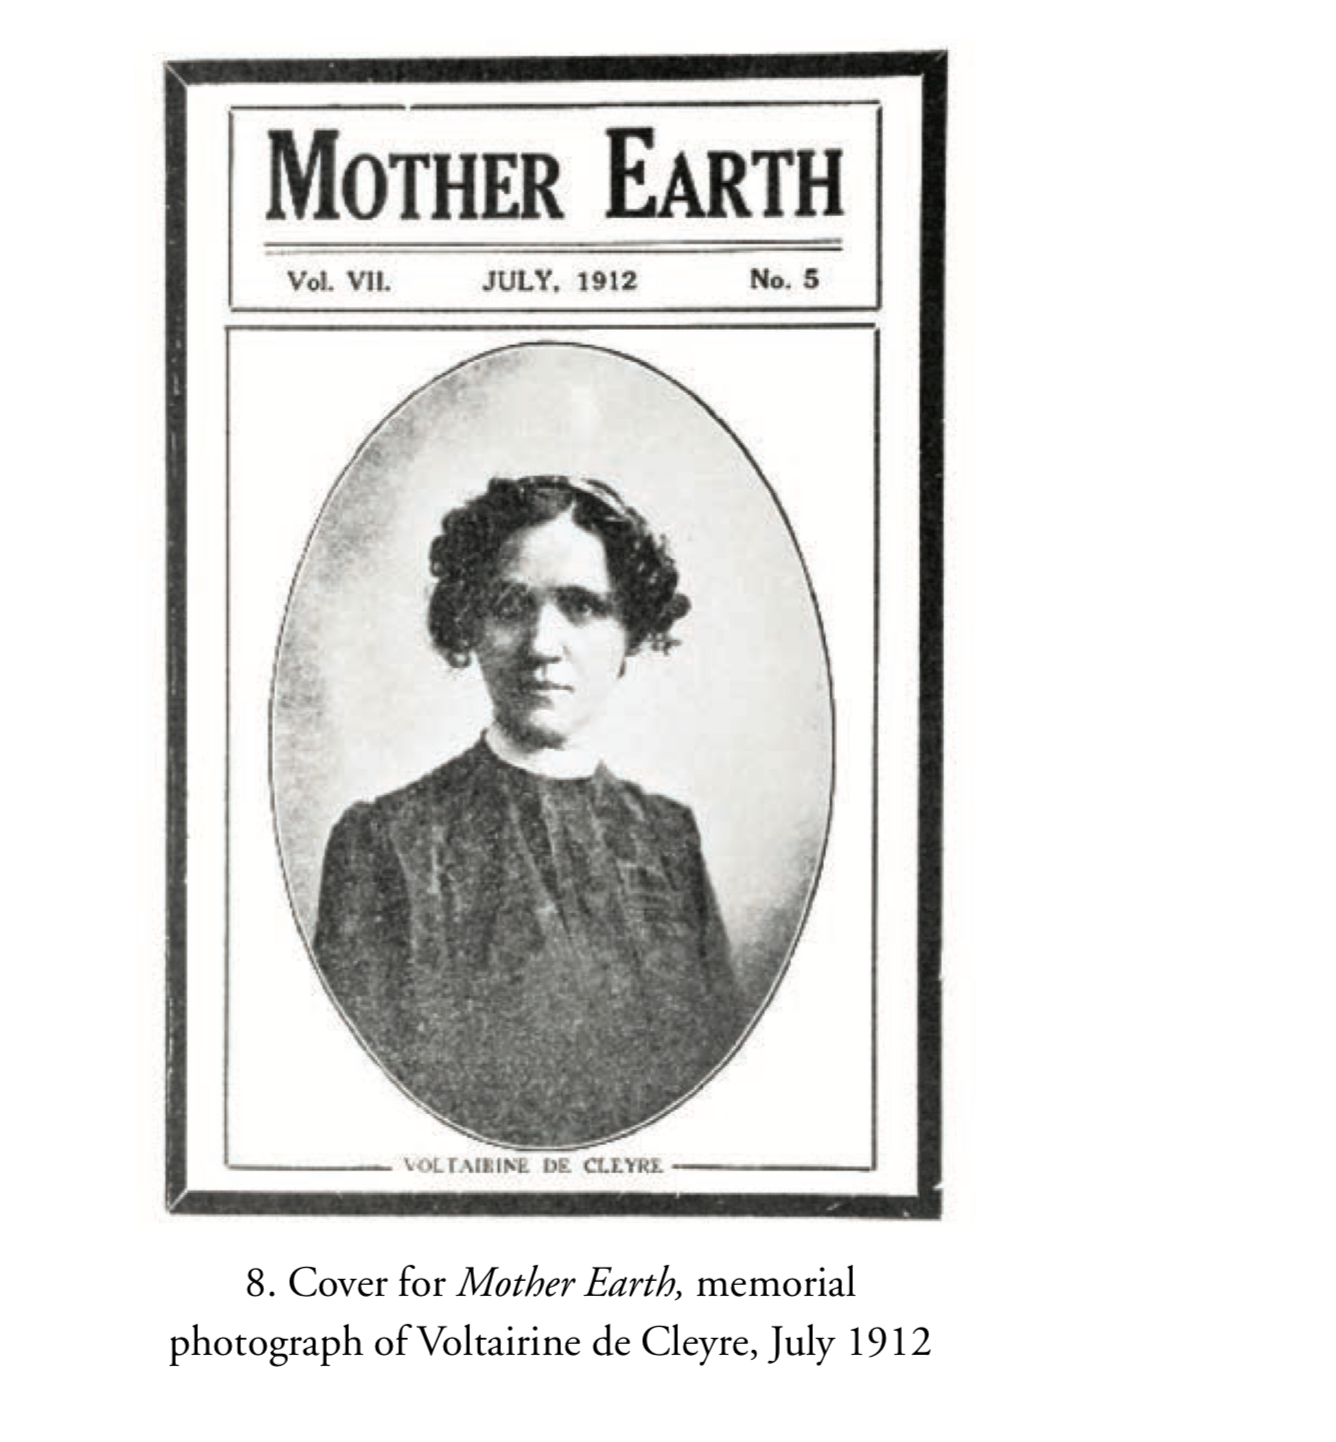 MOTHER EARTH
Vol. VII. JULY, 1912 No. 5
VOLTAIRINE DE CLEYRE
8. Cover for Mother Earth, memorial
photograph of Voltairine de Cleyre, July 1912